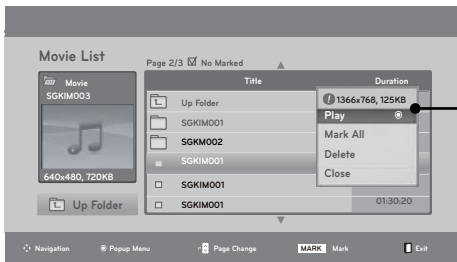 Movie List
Page 2/3 No Marked
Movie
SGKIM003
640x480, 720KB
Up Folder
Title
Duration
Up Folder
SGKIM001
SGKM002
SGKIM001
SGKIM001
SGKIM001
1366x768, 125KB
Play
Mark All
Delete
Close
01:30:20
Navigation
Popup Menu
Page Change
MARK Mark
Exit